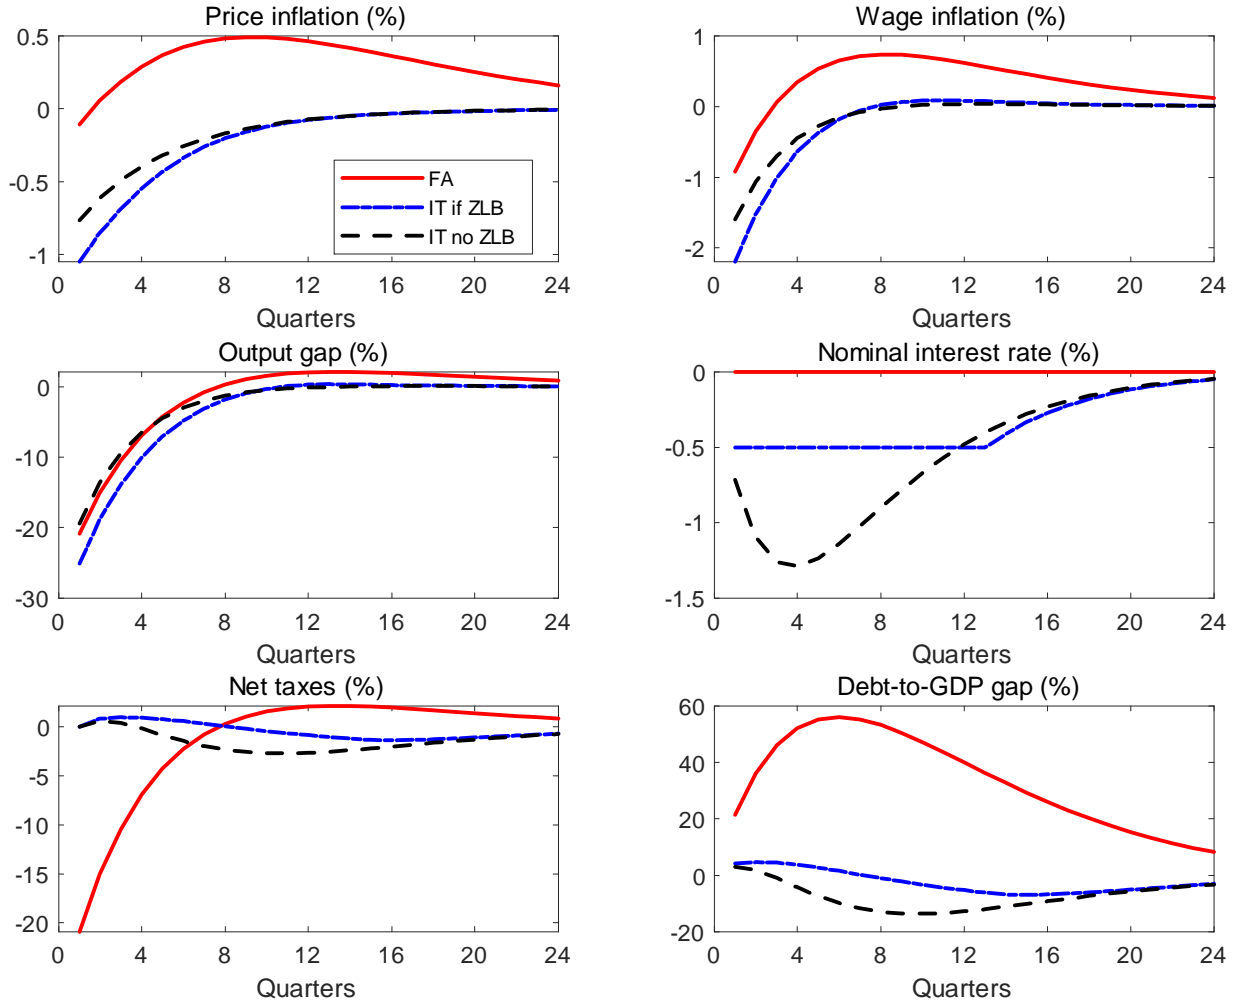 Price inflation (%)
0.5
0
-0.5
-1
0 4 8 12 16 20 24
Quarters
FA
IT if ZLB
IT no ZLB
Wage inflation (%)
1
0
-1
-2
0 4 8 12 16 20 24
Quarters
Output gap (%)
0
-10
-20
-30
0 4 8 12 16 20 24
Quarters
Nominal interest rate (%)
0
-0.5
-1
-1.5
0 4 8 12 16 20 24
Quarters
Net taxes (%)
0
-5
-10
-15
-20
0 4 8 12 16 20 24
Quarters
Debt-to-GDP gap (%)
60
40
20
0
-20
0 4 8 12 16 20 24
Quarters